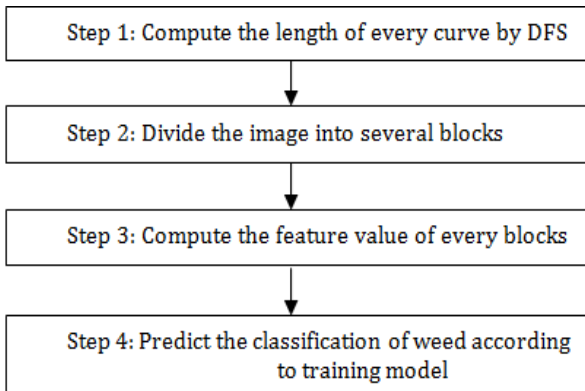 Step 1: Compute the length of every curve by DFS
Step 2: Divide the image into several blocks
Step 3: Compute the feature value of every blocks
Step 4: Predict the classification of weed according
to training model